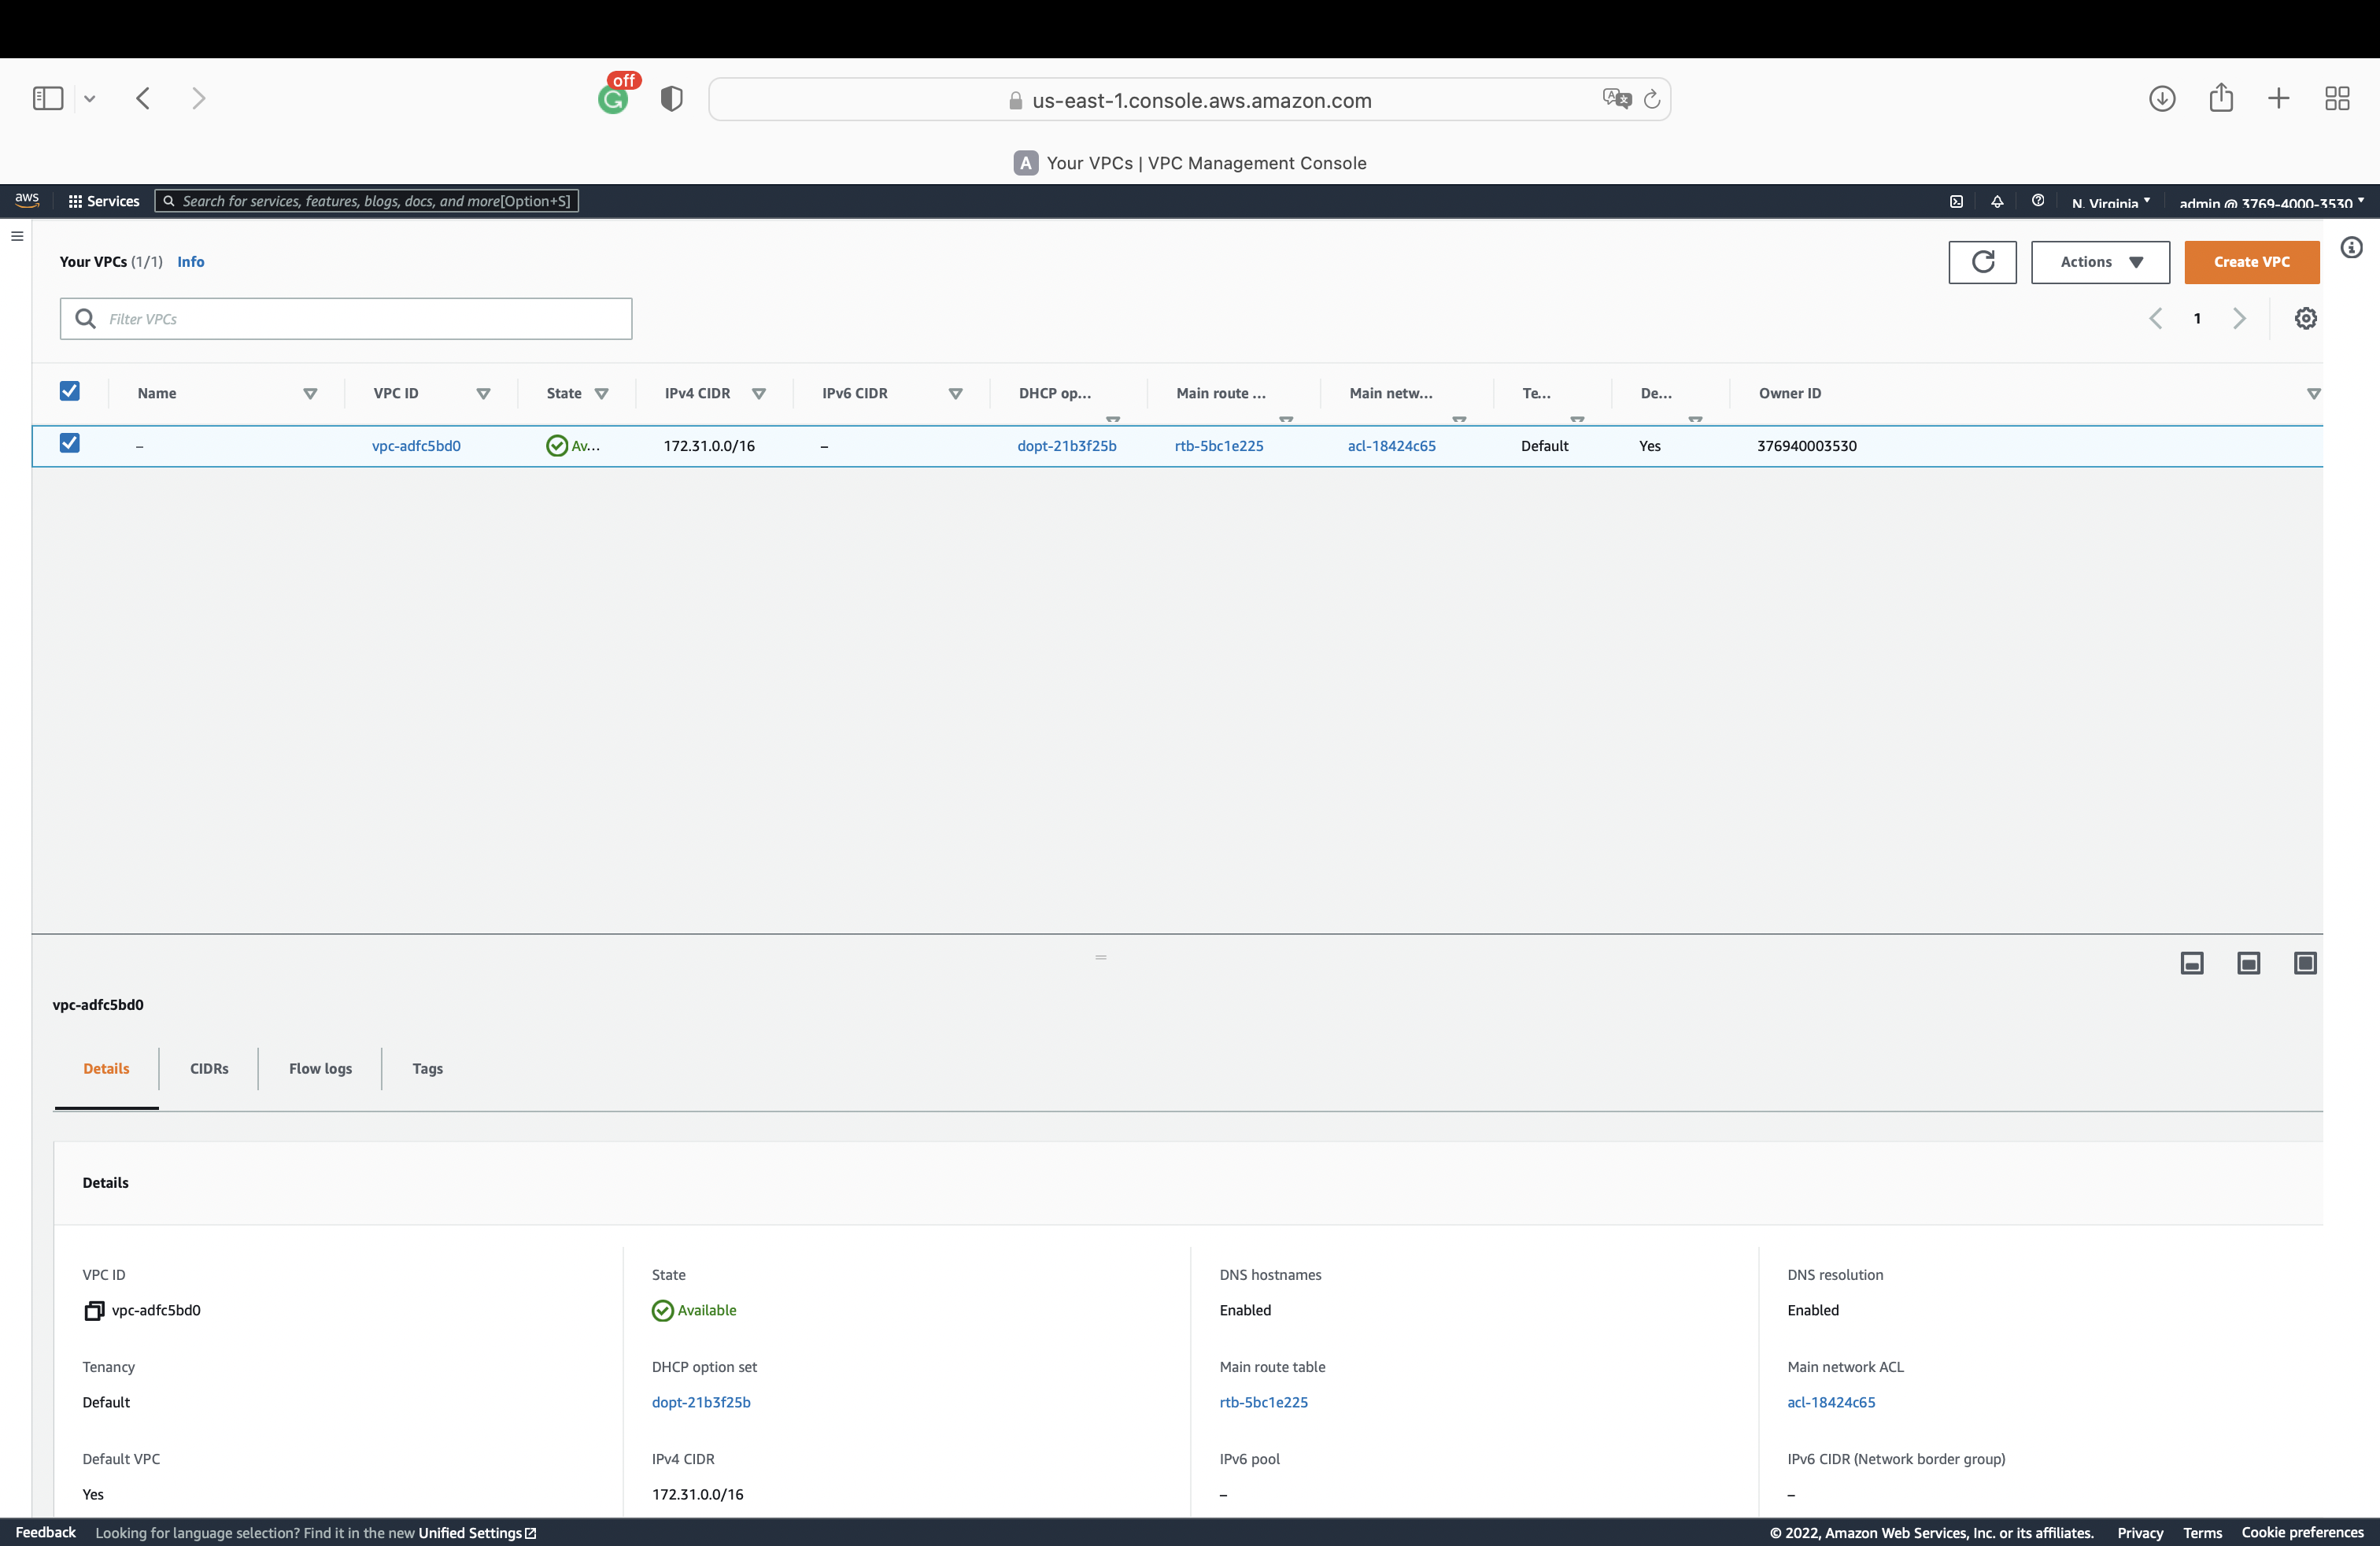 off
us-east-1.console.aws.amazon.com
A Your VPCs | VPC Management Console
aws Services Search for services, features, blogs, docs, and more [Option+S] N. Virginia admin @ 3769-4000-3530
Your VPCs (1/1) Info Actions Create VPC
Filter VPCs 1
Name VPC ID State IPv4 CIDR IPv6 CIDR DHCP op... Main route ... Main netw... Te... De... Owner ID
– vpc-adfc5bd0 Av... 172.31.0.0/16 – dopt-21b3f25b rtb-5bc1e225 acl-18424c65 Default Yes 376940003530
vpc-adfc5bd0
Details CIDRs Flow logs Tags
Details
VPC ID State DNS hostnames DNS resolution
vpc-adfc5bd0 Available Enabled Enabled
Tenancy DHCP option set Main route table Main network ACL
Default dopt-21b3f25b rtb-5bc1e225 acl-18424c65
Default VPC IPv4 CIDR IPv6 pool IPv6 CIDR (Network border group)
Yes 172.31.0.0/16 – –
Feedback Looking for language selection? Find it in the new Unified Settings © 2022, Amazon Web Services, Inc. or its affiliates. Privacy Terms Cookie preferences